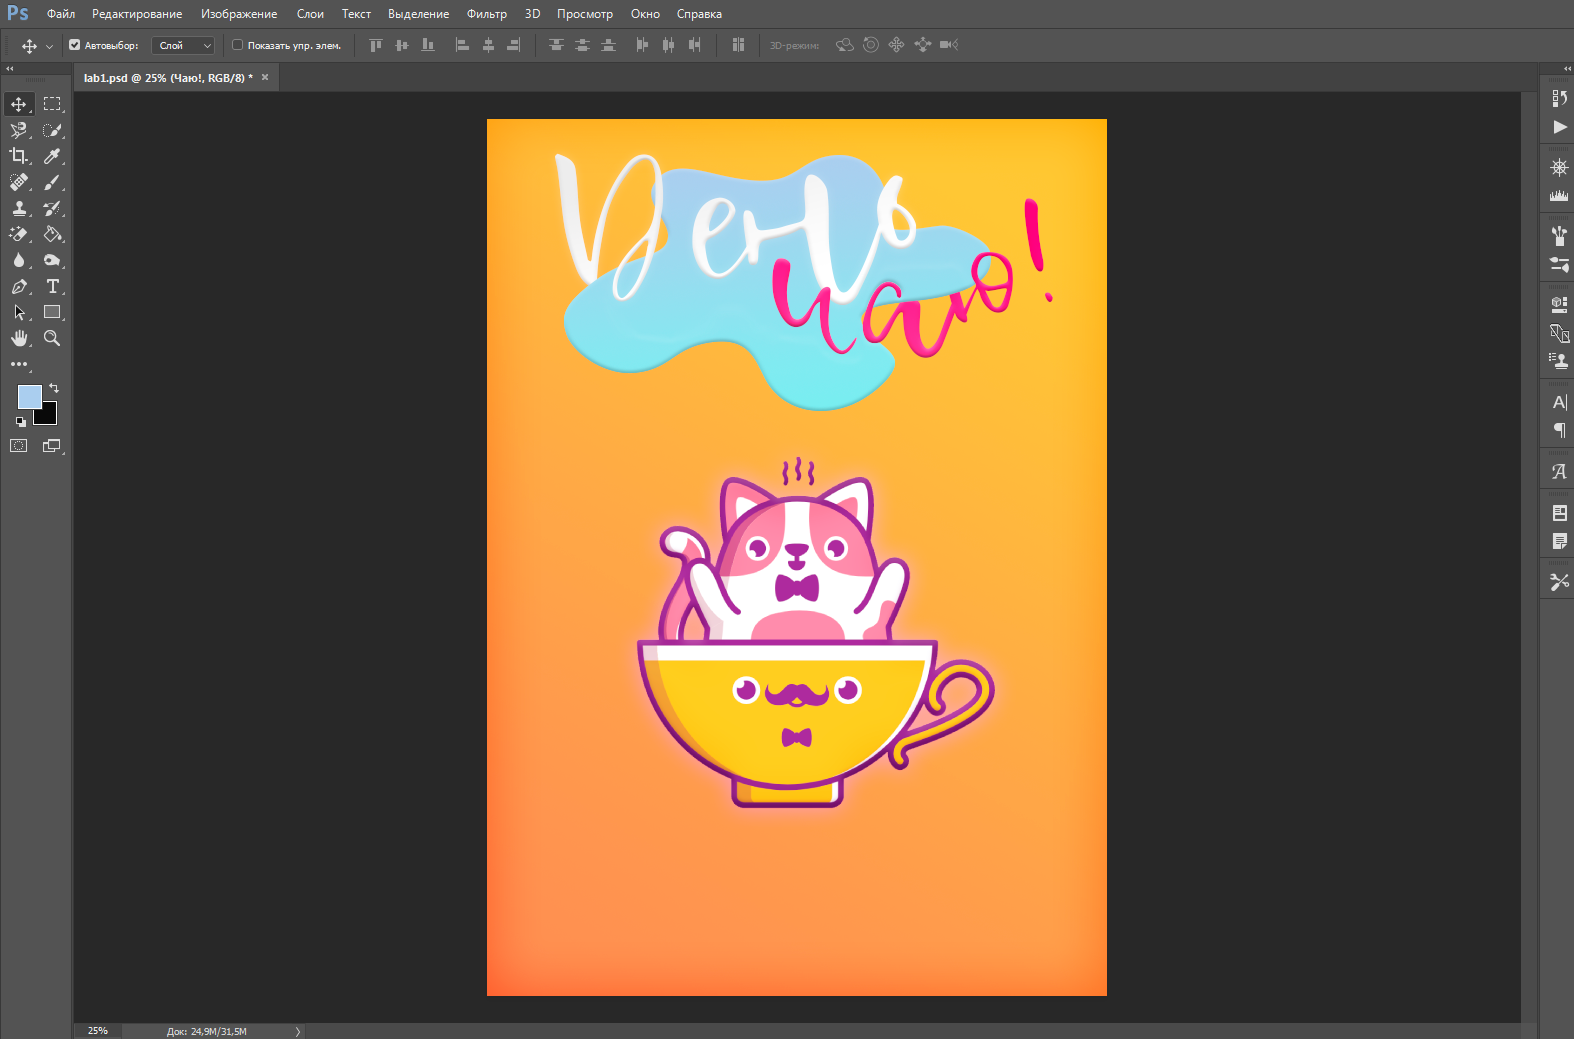 Ps Файл Редактирование Изображение Слои Текст Выделение Фильтр 3D Просмотр Окно Справка
Автовыбор: Слой Показать упр. элем. 3D-режим:
lab1.psd @ 25% (Чаю!, RGB/8) * ×
День
Чаю!
25% Док: 24,9M/31,5M